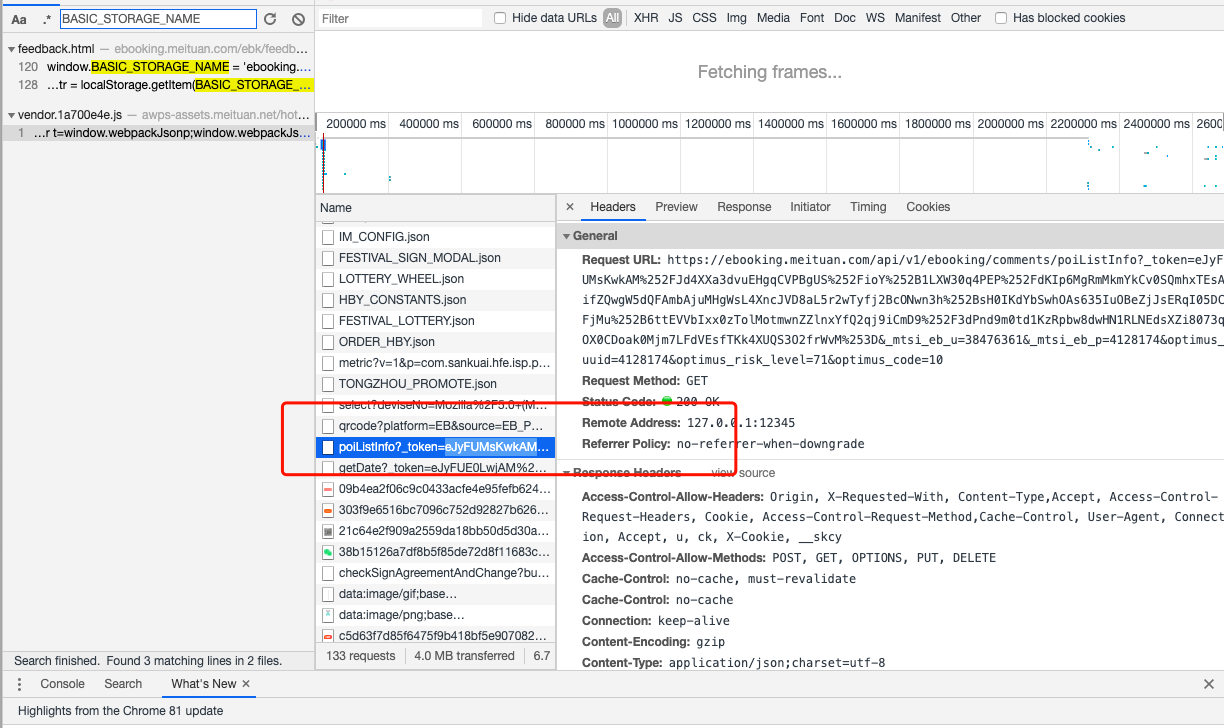 Aa .* BASIC_STORAGE_NAME
Filter Hide data URLs All XHR JS CSS Img Media Font Doc WS Manifest Other Has blocked cookies
feedback.html — ebooking.meituan.com/ebk/feedb…
120 window.BASIC_STORAGE_NAME = 'ebooking.…
128 …tr = localStorage.getItem(BASIC_STORAGE_…
vendor.1a700e4e.js — awps-assets.meituan.net/hot…
1 …r t=window.webpackJsonp;window.webpackJs…
Fetching frames...
200000 ms 400000 ms 600000 ms 800000 ms 1000000 ms 1200000 ms 1400000 ms 1600000 ms 1800000 ms 2000000 ms 2200000 ms 2400000 ms 2600
Name
IM_CONFIG.json
FESTIVAL_SIGN_MODAL.json
LOTTERY_WHEEL.json
HBY_CONSTANTS.json
FESTIVAL_LOTTERY.json
ORDER_HBY.json
metric?v=1&p=com.sankuai.hfe.isp.p…
TONGZHOU_PROMOTE.json
select?deviseNo=Mozilla%2F5.0+(M…
qrcode?platform=EB&source=EB_P…
poiListInfo?_token=eJyFUMsKwkAM…
getDate?_token=eJyFUE0LwjAM%2…
09b4ea2f06c9c0433acfe4e95fefb624…
303f9e6516bc7096c752d92827b626…
21c64e2f909a2559da18bb50d5d30a…
38b15126a7df8b5f85de72d8f11683c…
checkSignAgreementAndChange?bu…
data:image/gif;base…
data:image/png;base…
c5d63f7d85f6475f9b418bf5e907082…
133 requests 4.0 MB transferred 6.7
× Headers Preview Response Initiator Timing Cookies
General
Request URL: https://ebooking.meituan.com/api/v1/ebooking/comments/poiListInfo?_token=eJyF
UMsKwkAM%252FJd4XXa3dvuEHgqCVPBgUS%252FioY%252B1LXW30q4PEP%252FdKIp6MgRmMkmYkCv0SQmhxTEsA
ifZQwgW5dQFAmbAjuMHgWsL4XncJVD8aL5r2wTyfj2BcONwn3h%252BsH0IKdYbSwhOAs635IuOBeZjJsERqI05DC
FjMu%252B6ttEVVbIxx0zTolMotmwnZZlnxYfQ2qj9iCmD9%252F3dPnd9m0td1KzRpbw8dwHN1RLNEdsXZi8073q
OX0CDoak0Mjm7LFdVEsfTKk4XUQS3O2frWvM%253D&_mtsi_eb_u=38476361&_mtsi_eb_p=4128174&optimus_
uuid=4128174&optimus_risk_level=71&optimus_code=10
Request Method: GET
Status Code: 200 OK
Remote Address: 127.0.0.1:12345
Referrer Policy: no-referrer-when-downgrade
Response Headers view source
Access-Control-Allow-Headers: Origin, X-Requested-With, Content-Type,Accept, Access-Control-
Request-Headers, Cookie, Access-Control-Request-Method,Cache-Control, User-Agent, Connect
ion, Accept, u, ck, X-Cookie, __skcy
Access-Control-Allow-Methods: POST, GET, OPTIONS, PUT, DELETE
Cache-Control: no-cache, must-revalidate
Cache-Control: no-cache
Connection: keep-alive
Content-Encoding: gzip
Content-Type: application/json;charset=utf-8
Search finished. Found 3 matching lines in 2 files.
Console Search What's New ×
Highlights from the Chrome 81 update